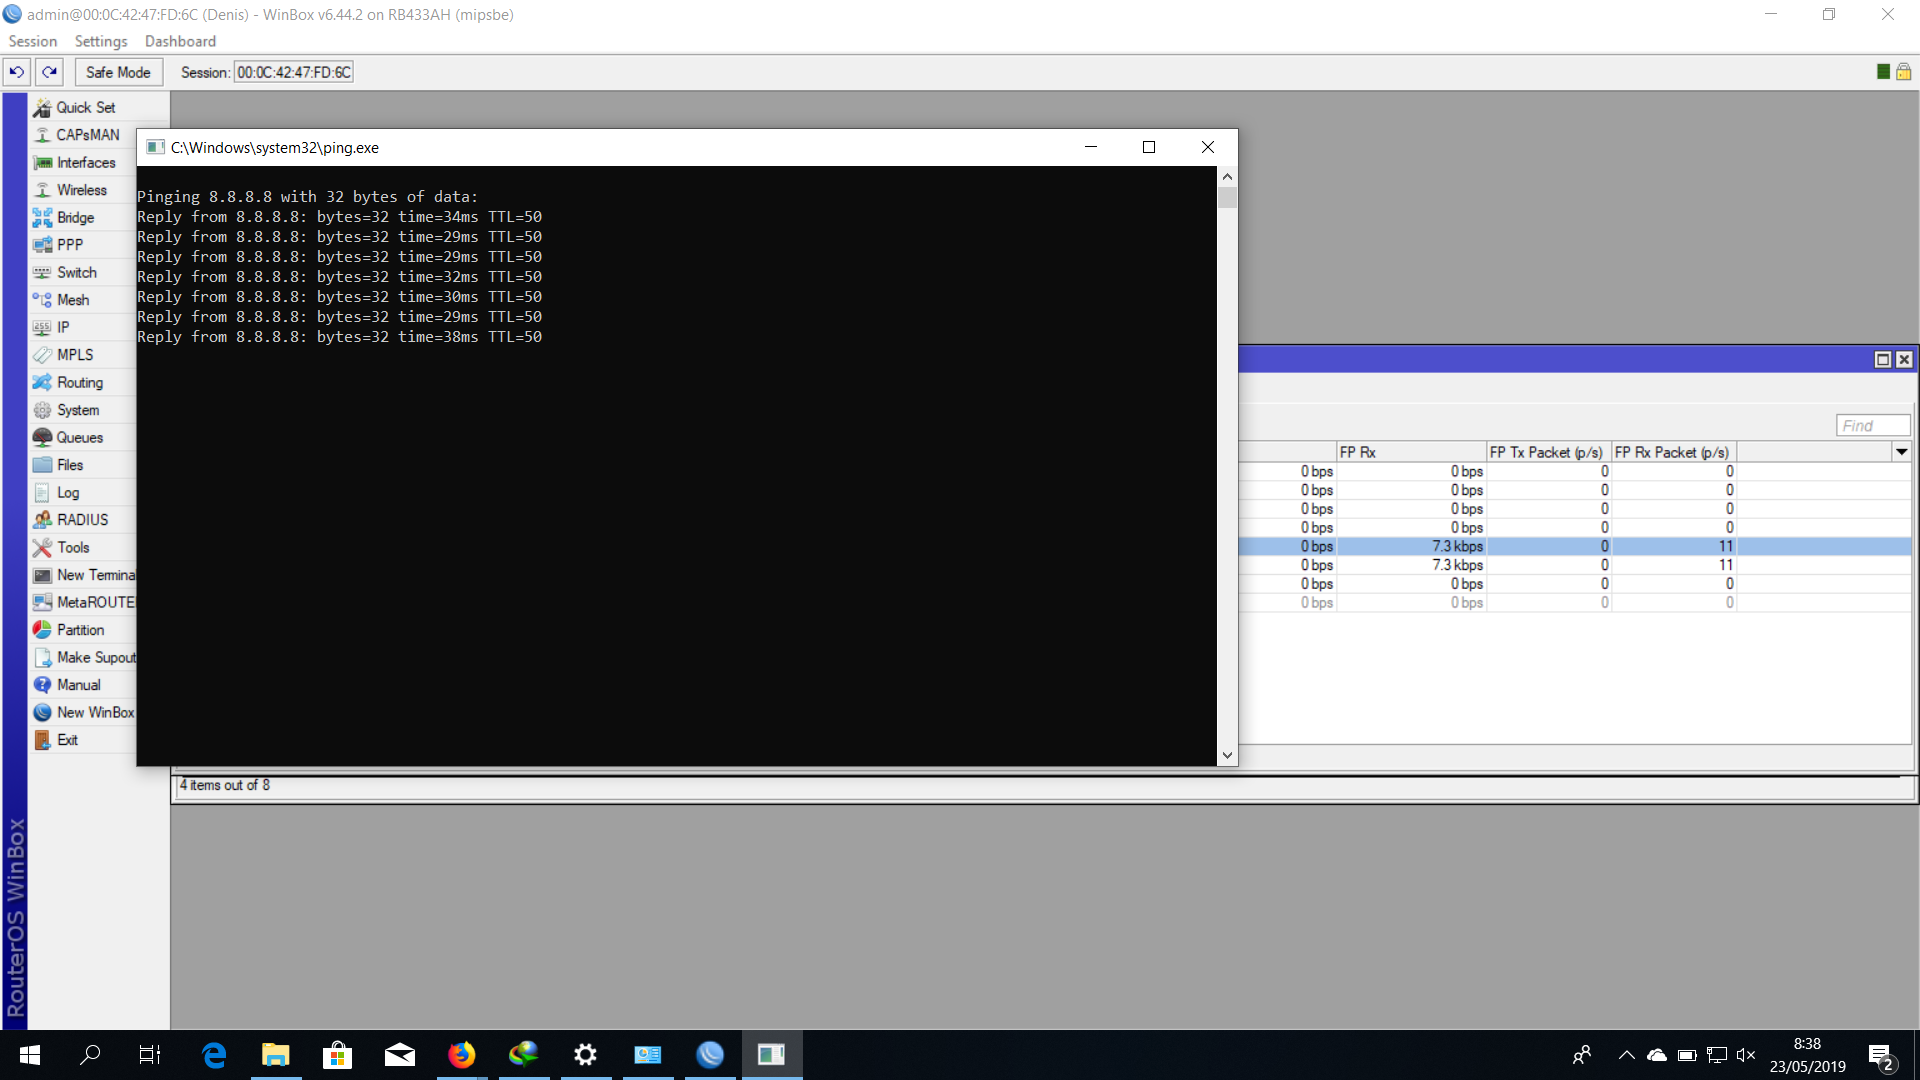 admin@00:0C:42:47:FD:6C (Denis) - WinBox v6.44.2 on RB433AH (mipsbe)
Session Settings Dashboard
Safe Mode Session: 00:0C:42:47:FD:6C
Quick Set
CAPsMAN
Interfaces
Wireless
Bridge
PPP
Switch
Mesh
IP
MPLS
Routing
System
Queues
Files
Log
RADIUS
Tools
New Termina
MetaROUTE
Partition
Make Supout
Manual
New WinBox
Exit
RouterOS WinBox
C:\Windows\system32\ping.exe
Pinging 8.8.8.8 with 32 bytes of data:
Reply from 8.8.8.8: bytes=32 time=34ms TTL=50
Reply from 8.8.8.8: bytes=32 time=29ms TTL=50
Reply from 8.8.8.8: bytes=32 time=29ms TTL=50
Reply from 8.8.8.8: bytes=32 time=32ms TTL=50
Reply from 8.8.8.8: bytes=32 time=30ms TTL=50
Reply from 8.8.8.8: bytes=32 time=29ms TTL=50
Reply from 8.8.8.8: bytes=32 time=38ms TTL=50
Find
FP Rx FP Tx Packet (p/s) FP Rx Packet (p/s)
0 bps 0 bps 0 0
0 bps 0 bps 0 0
0 bps 0 bps 0 0
0 bps 0 bps 0 0
0 bps 7.3 kbps 0 11
0 bps 7.3 kbps 0 11
0 bps 0 bps 0 0
0 bps 0 bps 0 0
4 items out of 8
8:38
23/05/2019
2